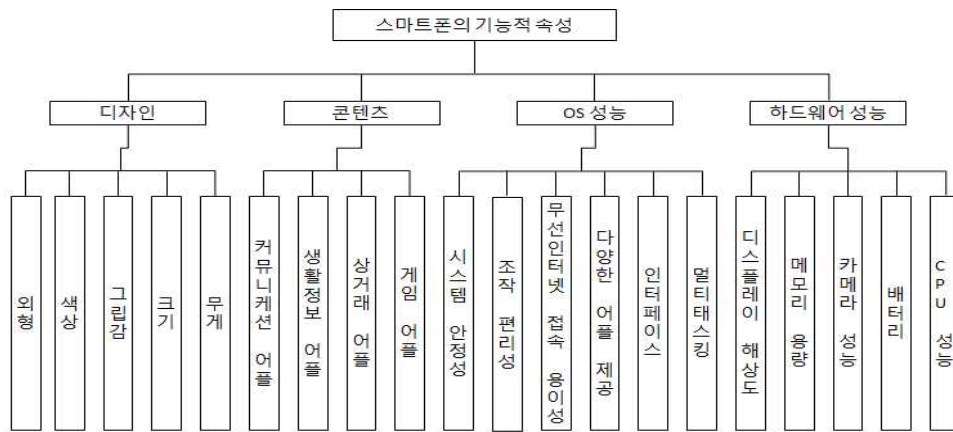 스마트폰의 기능적 속성
디자인
콘텐츠
OS 성능
하드웨어 성능
외형
색상
그립감
크기
무게
커뮤니케션 어플
생활정보 어플
상거래 어플
게임 어플
시스템 안정성
조작 편리성
무선인터넷 접속 용이성
다양한 어플 제공
인터페이스
멀티태스킹
디스플레이 해상도
메모리 용량
카메라 성능
배터리
CPU 성능